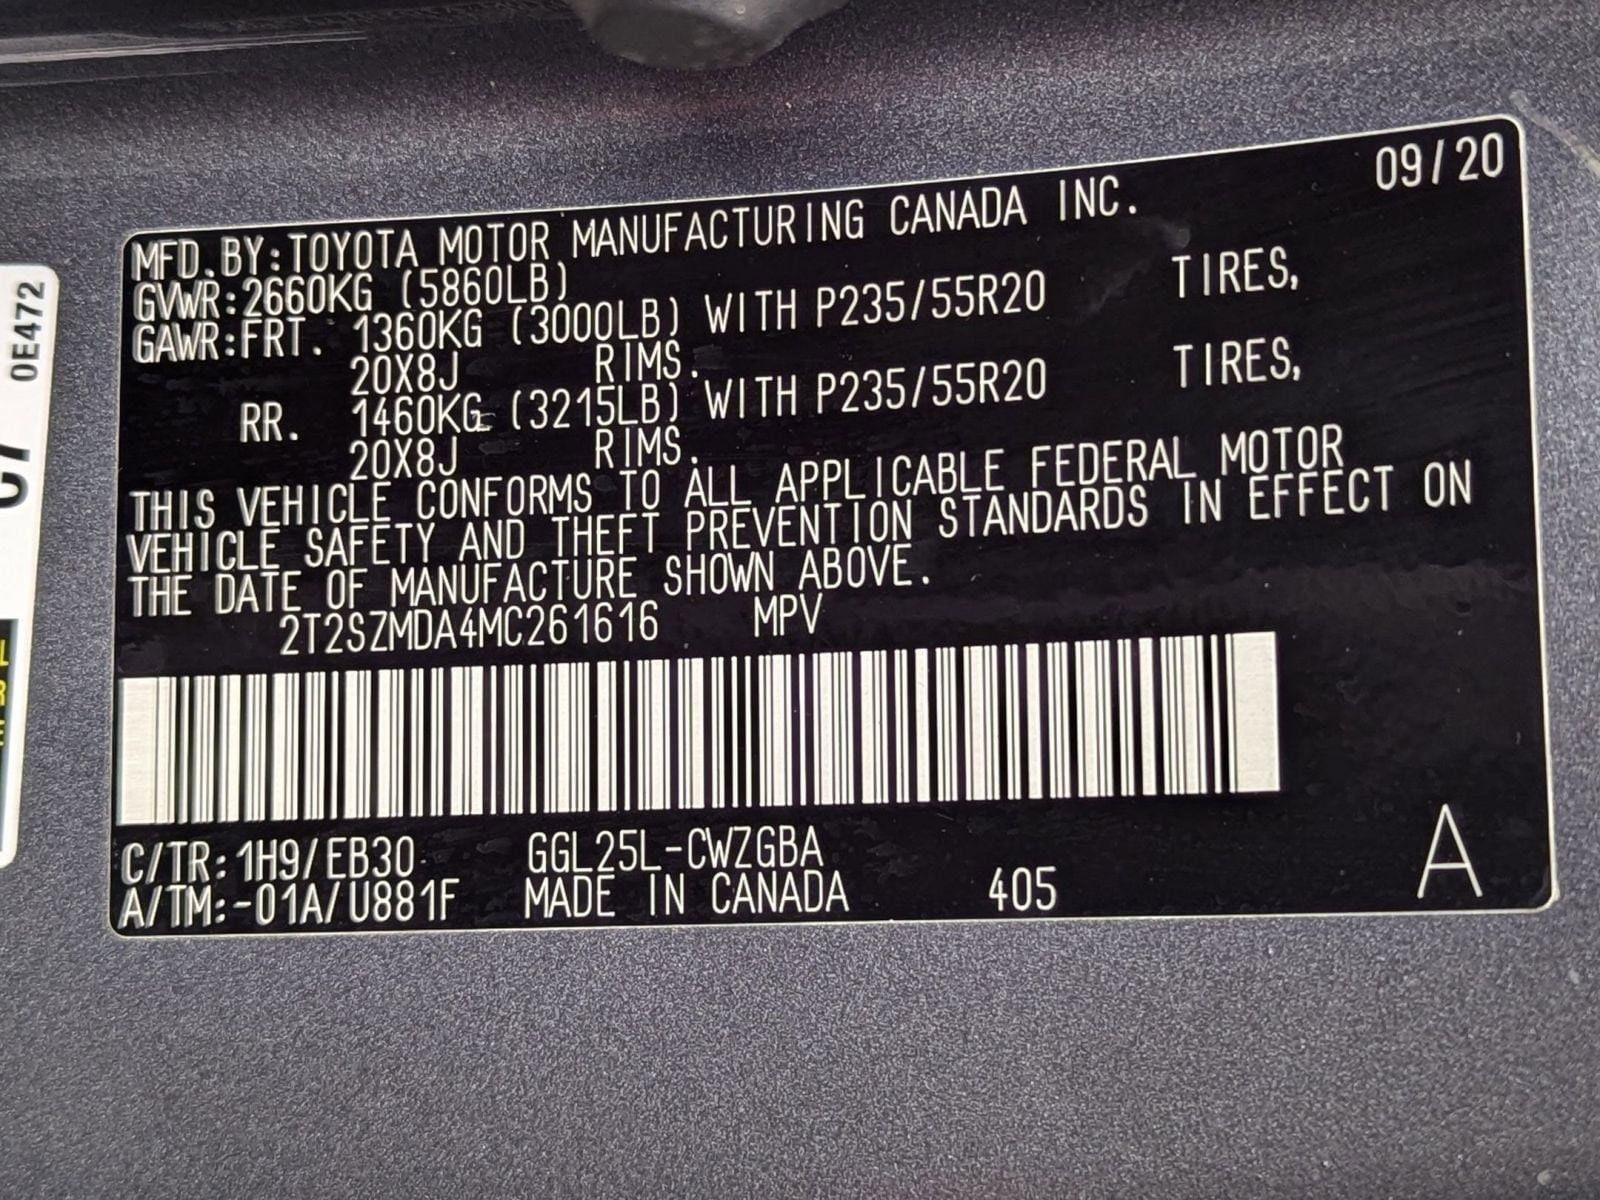 MFD.BY:TOYOTA MOTOR MANUFACTURING CANADA INC. 09/20
GVWR:2660KG (5860LB)
GAWR:FRT. 1360KG (3000LB) WITH P235/55R20 TIRES,
20X8J RIMS.
RR. 1460KG (3215LB) WITH P235/55R20 TIRES,
20X8J RIMS.
THIS VEHICLE CONFORMS TO ALL APPLICABLE FEDERAL MOTOR
VEHICLE SAFETY AND THEFT PREVENTION STANDARDS IN EFFECT ON
THE DATE OF MANUFACTURE SHOWN ABOVE.
2T2SZMDA4MC261616 MPV
C/TR:1H9/EB30 GGL25L-CWZGBA
A/TM:-01A/U881F MADE IN CANADA 405 A
0E472